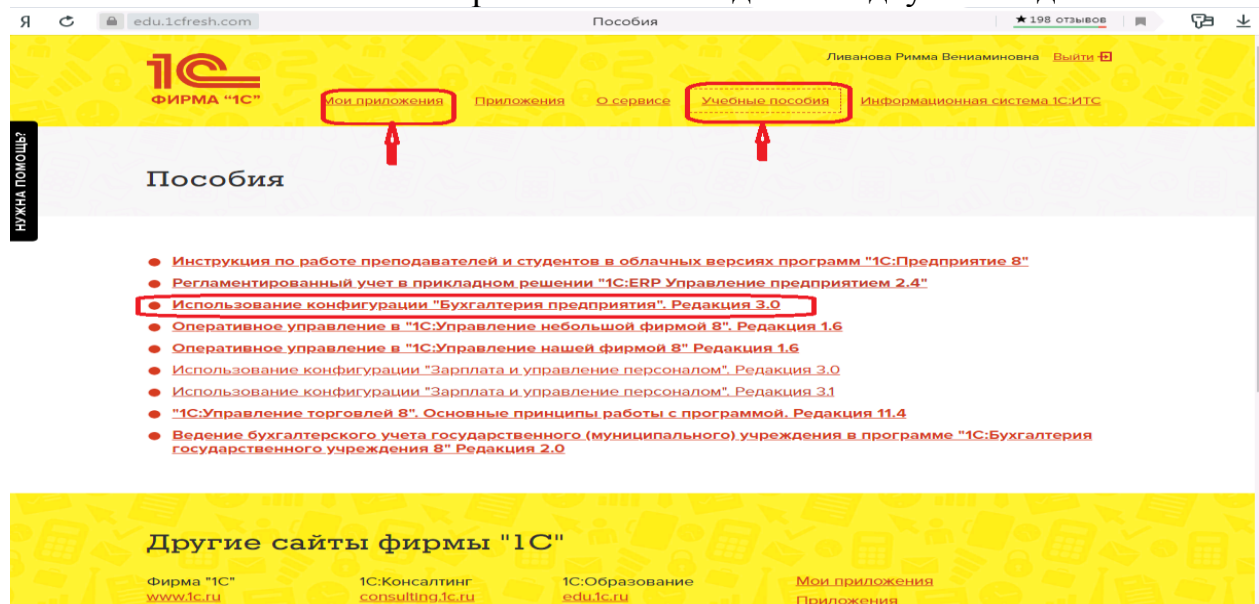 Я edu.1cfresh.com Пособия ★ 198 отзывов
Ливанова Римма Вениаминовна Выйти
1С
ФИРМА "1С"
Мои приложения Приложения О сервисе Учебные пособия Информационная система 1С:ИТС
НУЖНА ПОМОЩЬ?
Пособия
Инструкция по работе преподавателей и студентов в облачных версиях программ "1С:Предприятие 8"
Регламентированный учет в прикладном решении "1С:ERP Управление предприятием 2.4"
Использование конфигурации "Бухгалтерия предприятия". Редакция 3.0
Оперативное управление в "1С:Управление небольшой фирмой 8". Редакция 1.6
Оперативное управление в "1С:Управление нашей фирмой 8" Редакция 1.6
Использование конфигурации "Зарплата и управление персоналом". Редакция 3.0
Использование конфигурации "Зарплата и управление персоналом". Редакция 3.1
"1С:Управление торговлей 8". Основные принципы работы с программой. Редакция 11.4
Ведение бухгалтерского учета государственного (муниципального) учреждения в программе "1С:Бухгалтерия
государственного учреждения 8" Редакция 2.0
Другие сайты фирмы "1С"
Фирма "1С" 1С:Консалтинг 1С:Образование Мои приложения
www.1c.ru consulting.1c.ru edu.1c.ru Приложения